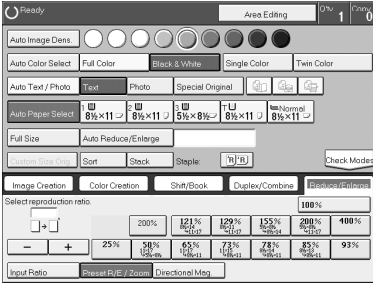 Ready
Area Editing
Q'ty 1 Copy 0
Auto Image Dens.
Auto Color Select Full Color Black & White Single Color Twin Color
Auto Text / Photo Text Photo Special Original
Auto Paper Select 1 8½×11 2 8½×11 3 5½×8½ T 8½×11 Normal 8½×11
Full Size Auto Reduce/Enlarge
Custom Size Orig. Sort Stack Staple: R R Check Modes
Image Creation Color Creation Shift/Book Duplex/Combine Reduce/Enlarge
Select reproduction ratio.
100%
200% 121% 129% 155% 200% 400%
− + 25% 50% 65% 73% 78% 85% 93%
Input Ratio Preset R/E / Zoom Directional Mag.